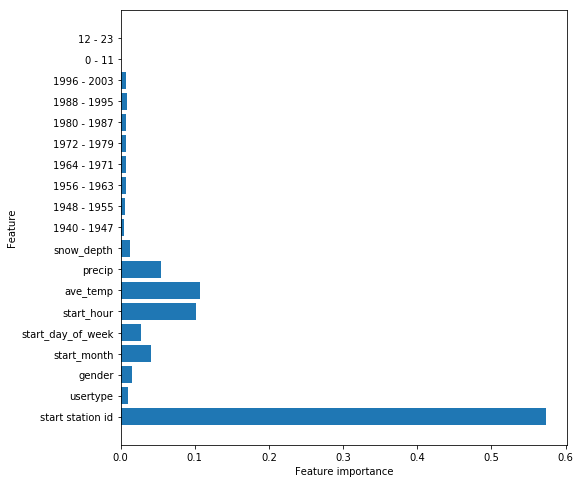 12 - 23
0 - 11
1996 - 2003
1988 - 1995
1980 - 1987
1972 - 1979
1964 - 1971
1956 - 1963
1948 - 1955
1940 - 1947
snow_depth
precip
ave_temp
start_hour
start_day_of_week
start_month
gender
usertype
start station id
Feature
0.0 0.1 0.2 0.3 0.4 0.5 0.6
Feature importance